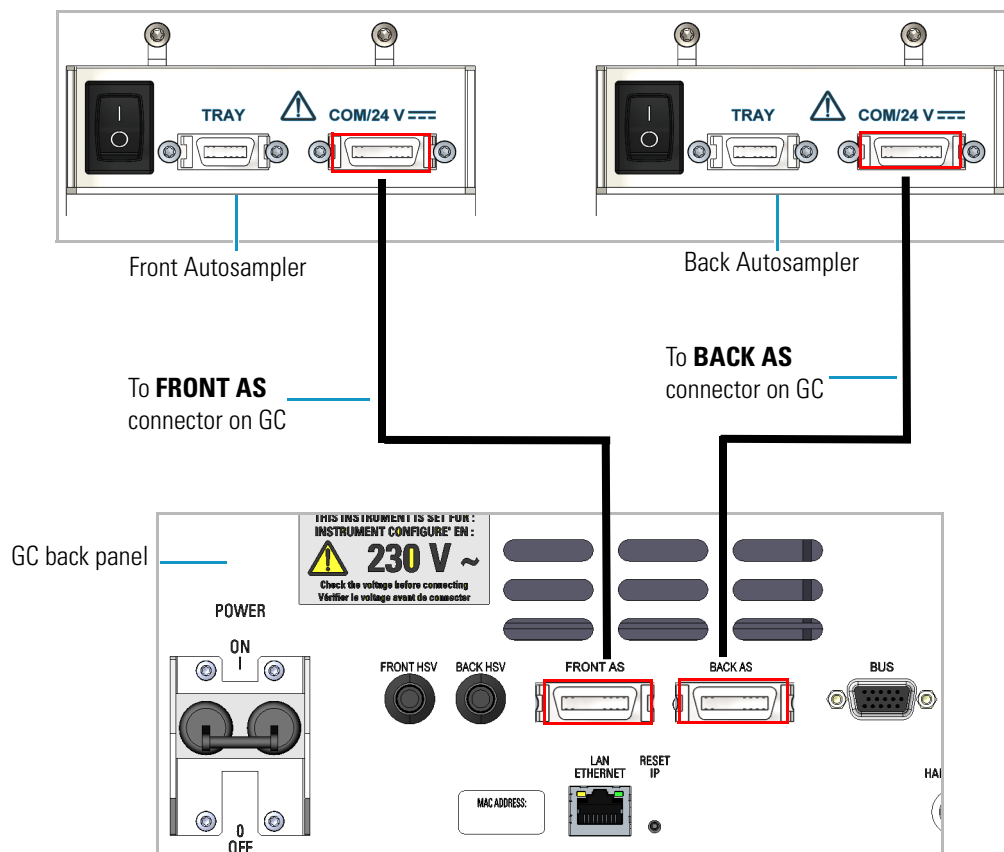 I
O
TRAY
COM/24 V
I
O
TRAY
COM/24 V
Front Autosampler
Back Autosampler
To FRONT AS
connector on GC
To BACK AS
connector on GC
GC back panel
THIS INSTRUMENT IS SET FOR :
INSTRUMENT CONFIGURE' EN :
230 V ~
Check the voltage before connecting
Vérifier le voltage avant de connecter
POWER
ON
I
FRONT HSV
BACK HSV
FRONT AS
BACK AS
BUS
LAN
ETHERNET
RESET
IP
MAC ADDRESS:
HA
0
OFF